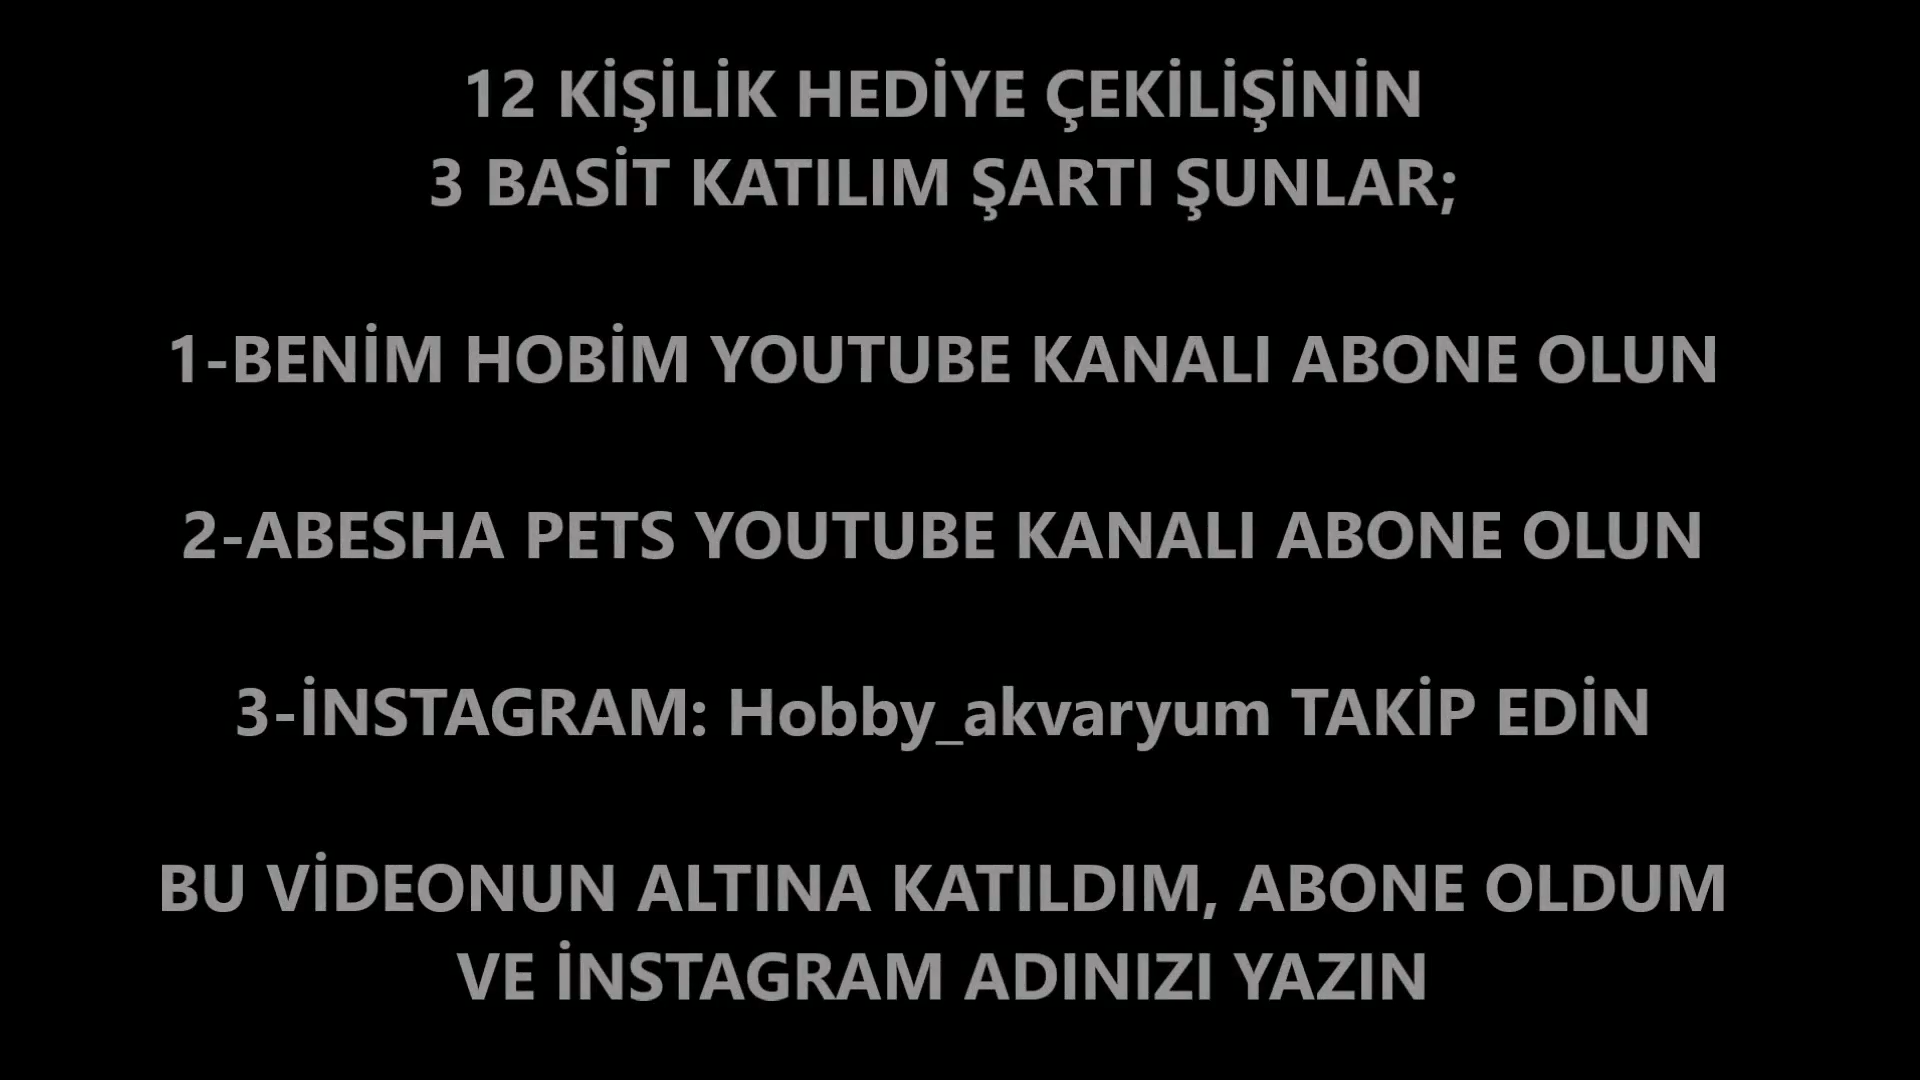 12 KİŞİLİK HEDİYE ÇEKİLİŞİNİN
3 BASİT KATILIM ŞARTI ŞUNLAR;
1-BENİM HOBİM YOUTUBE KANALI ABONE OLUN
2-ABESHA PETS YOUTUBE KANALI ABONE OLUN
3-İNSTAGRAM: Hobby_akvaryum TAKİP EDİN
BU VİDEONUN ALTINA KATILDIM, ABONE OLDUM
VE İNSTAGRAM ADINIZI YAZIN